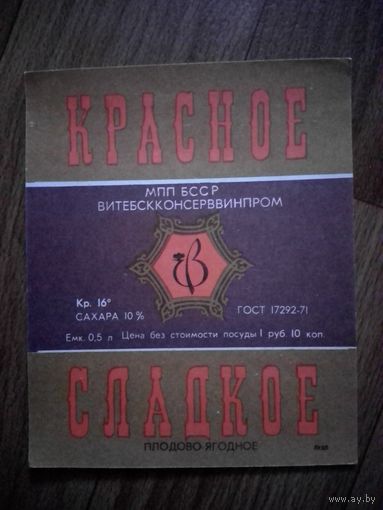 КРАСНОЕ
МПП БССР
ВИТЕБСККОНСЕРВВИНПРОМ
Кр. 16°
САХАРА 10%
ГОСТ 17292-71
Емк. 0,5 л Цена без стоимости посуды 1 руб. 10 коп.
СЛАДКОЕ
ПЛОДОВО-ЯГОДНОЕ
www.ay.by